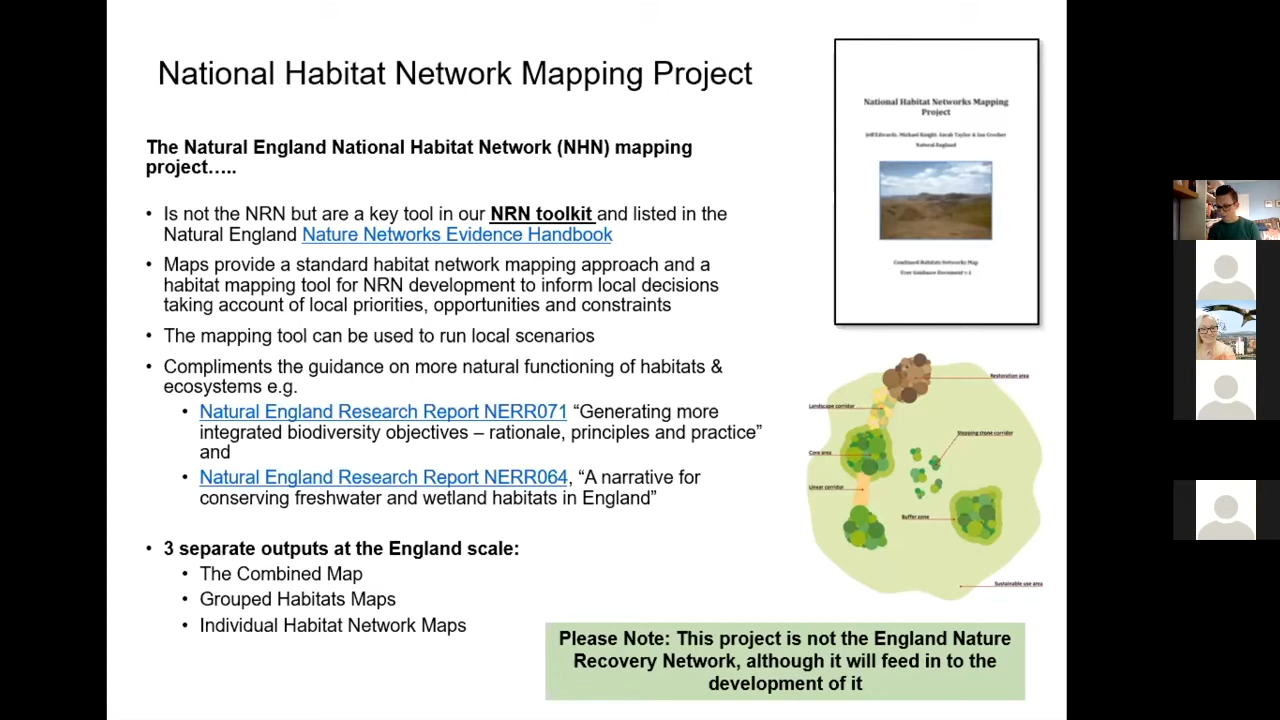 National Habitat Network Mapping Project
The Natural England National Habitat Network (NHN) mapping
project…..
• Is not the NRN but are a key tool in our NRN toolkit and listed in the
Natural England Nature Networks Evidence Handbook
• Maps provide a standard habitat network mapping approach and a
habitat mapping tool for NRN development to inform local decisions
taking account of local priorities, opportunities and constraints
• The mapping tool can be used to run local scenarios
• Compliments the guidance on more natural functioning of habitats &
ecosystems e.g.
• Natural England Research Report NERR071 “Generating more
integrated biodiversity objectives – rationale, principles and practice”
and
• Natural England Research Report NERR064, “A narrative for
conserving freshwater and wetland habitats in England”
• 3 separate outputs at the England scale:
• The Combined Map
• Grouped Habitats Maps
• Individual Habitat Network Maps
National Habitat Networks Mapping
Project
Jeff Edwards, Michael Knight, Sarah Taylor & Ian Crosher
Natural England
Combined Habitats Networks Map
User Guidance Document v.2
Restoration area
Landscape corridor
Stepping stone corridor
Core area
Linear corridor
Buffer zone
Sustainable use area
Please Note: This project is not the England Nature
Recovery Network, although it will feed in to the
development of it